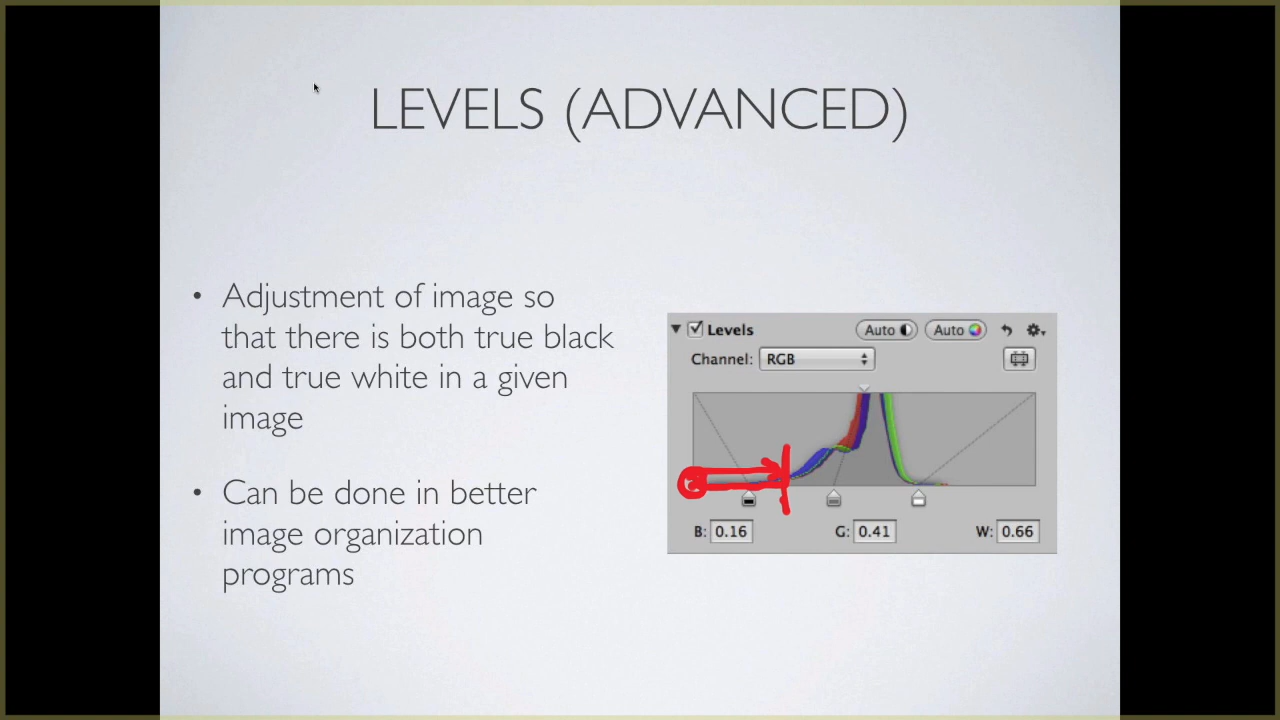 LEVELS (ADVANCED)
• Adjustment of image so
that there is both true black
and true white in a given
image
• Can be done in better
image organization
programs
Levels Auto Auto
Channel: RGB
B: 0.16 G: 0.41 W: 0.66